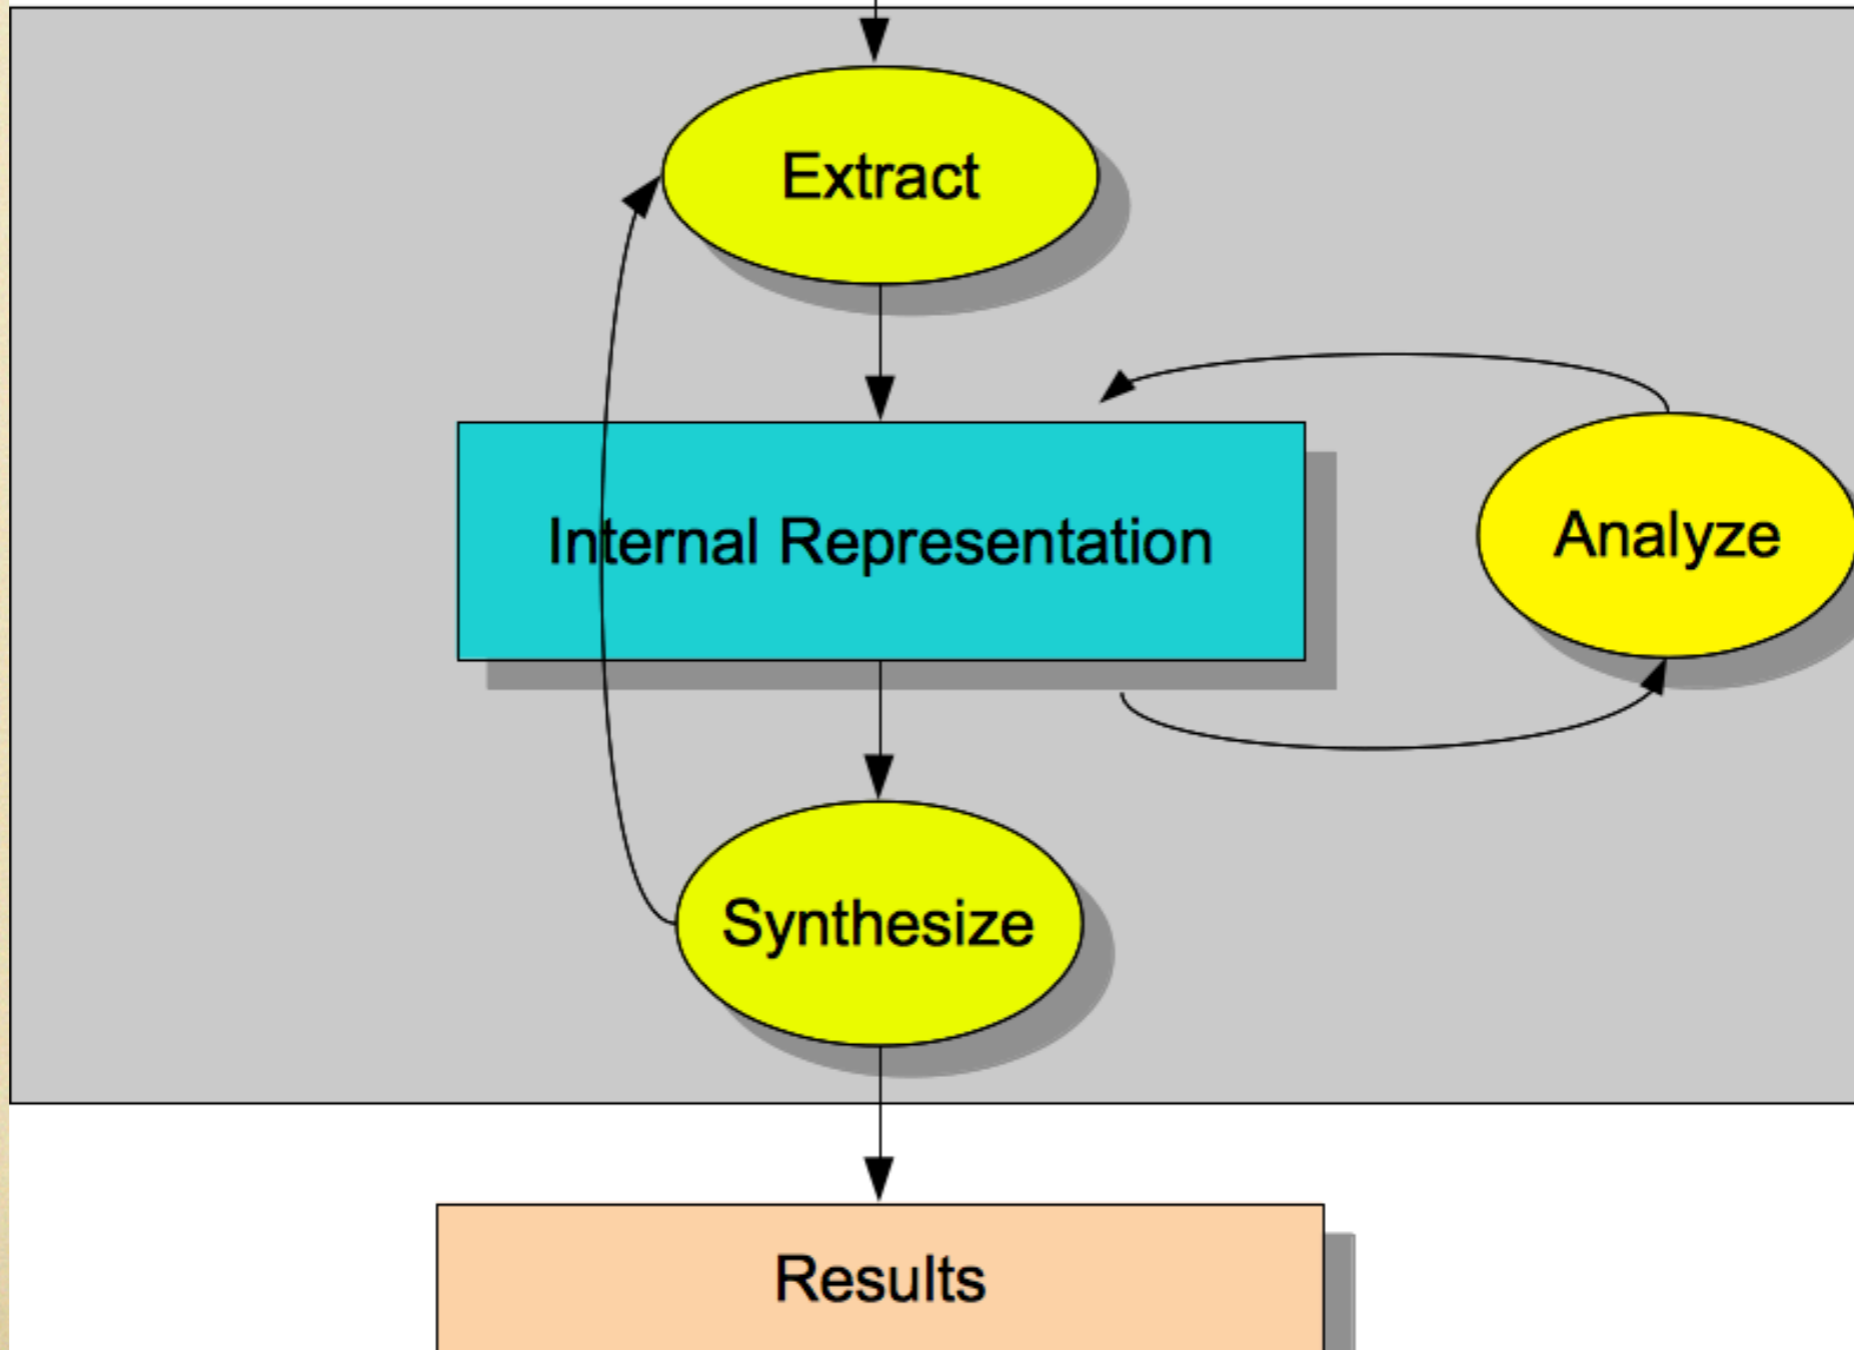 Extract
Internal Representation
Analyze
Synthesize
Results